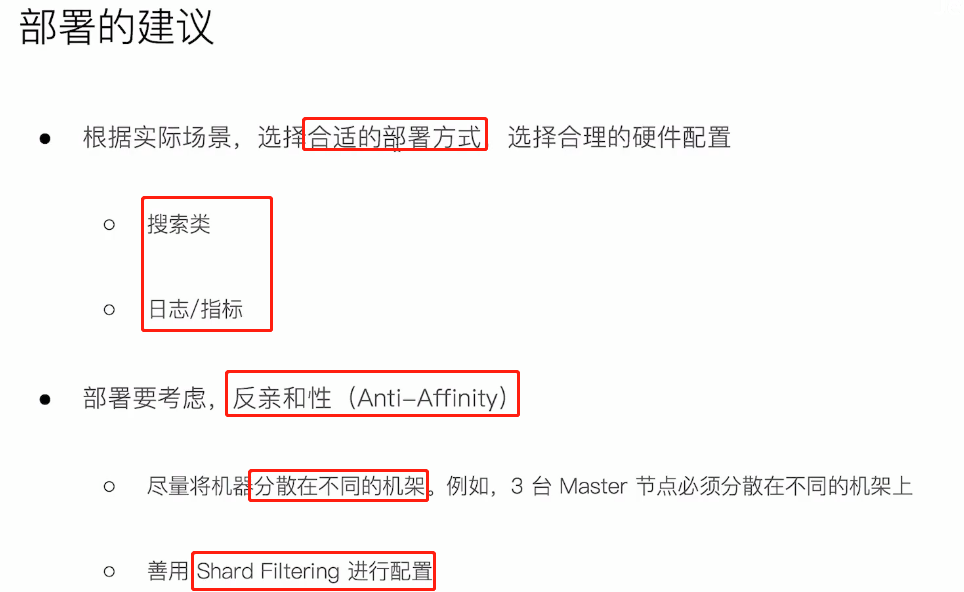 部署的建议
根据实际场景，选择合适的部署方式 选择合理的硬件配置
搜索类
日志/指标
部署要考虑，反亲和性（Anti-Affinity）
尽量将机器分散在不同的机架。例如，3 台 Master 节点必须分散在不同的机架上
善用 Shard Filtering 进行配置